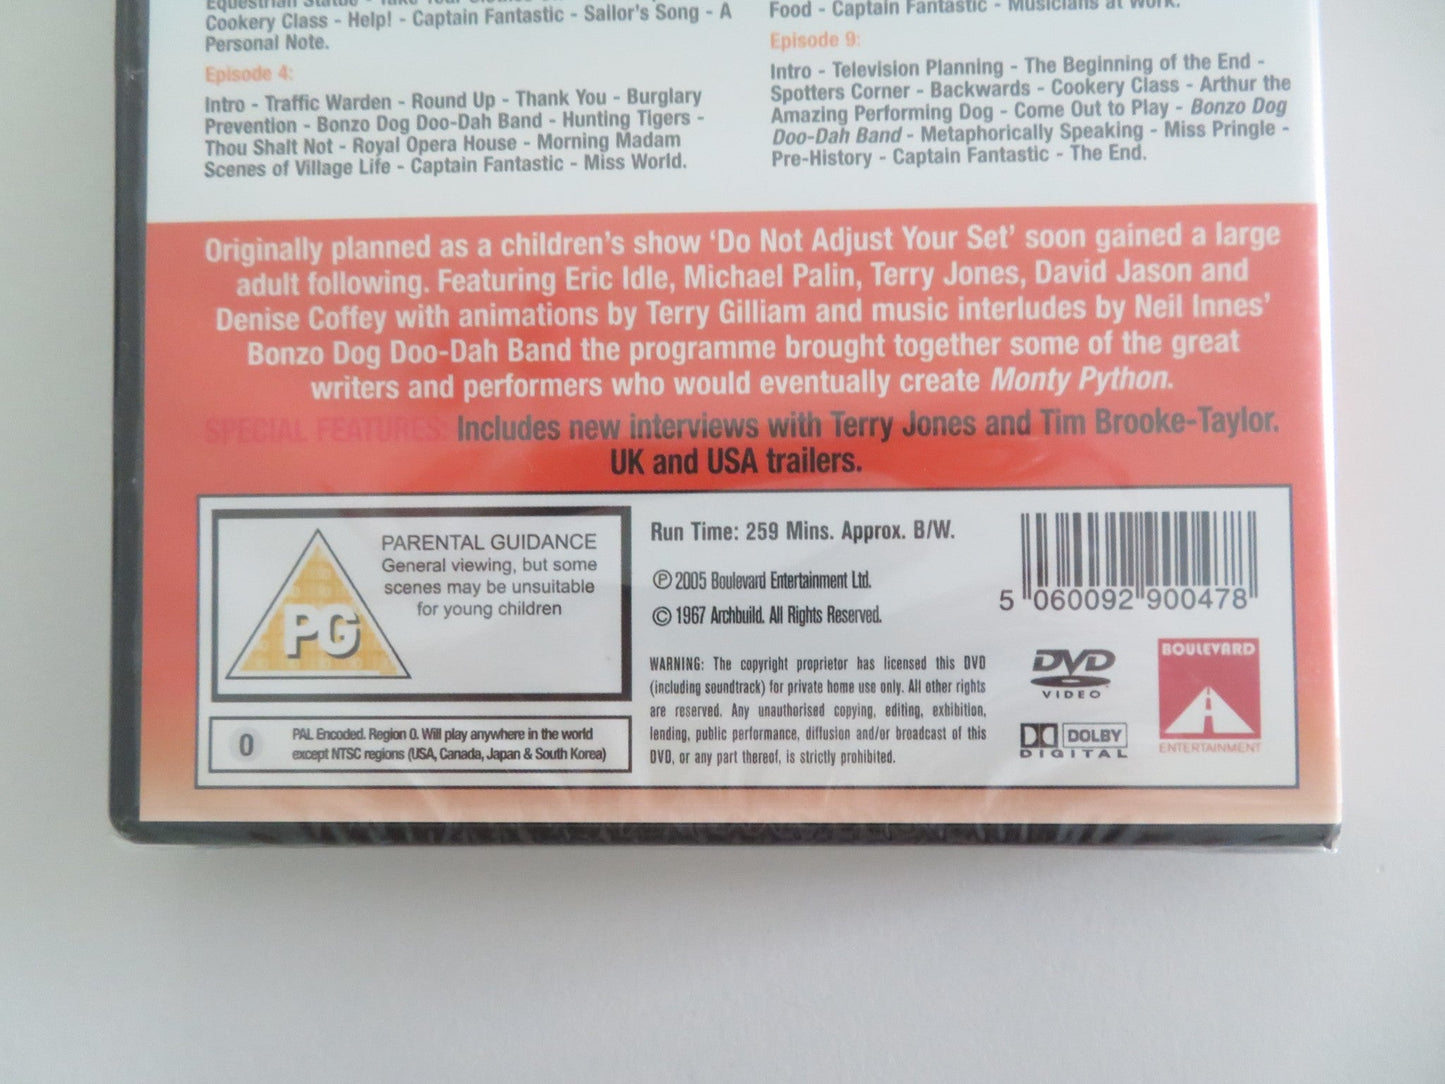 Equestrian Statue - Take Your
Cookery Class - Help! - Captain Fantastic - Sailor's Song - A
Personal Note.
Episode 4:
Intro - Traffic Warden - Round Up - Thank You - Burglary
Prevention - Bonzo Dog Doo-Dah Band - Hunting Tigers -
Thou Shalt Not - Royal Opera House - Morning Madam
Scenes of Village Life - Captain Fantastic - Miss World.
Food - Captain Fantastic - Musicians at Work.
Episode 9:
Intro - Television Planning - The Beginning of the End -
Spotters Corner - Backwards - Cookery Class - Arthur the
Amazing Performing Dog - Come Out to Play - Bonzo Dog
Doo-Dah Band - Metaphorically Speaking - Miss Pringle -
Pre-History - Captain Fantastic - The End.
Originally planned as a children's show 'Do Not Adjust Your Set' soon gained a large
adult following. Featuring Eric Idle, Michael Palin, Terry Jones, David Jason and
Denise Coffey with animations by Terry Gilliam and music interludes by Neil Innes'
Bonzo Dog Doo-Dah Band the programme brought together some of the great
writers and performers who would eventually create Monty Python.
SPECIAL FEATURES: Includes new interviews with Terry Jones and Tim Brooke-Taylor.
UK and USA trailers.
PG
PARENTAL GUIDANCE
General viewing, but some
scenes may be unsuitable
for young children
0
PAL Encoded. Region 0. Will play anywhere in the world
except NTSC regions (USA, Canada, Japan & South Korea)
Run Time: 259 Mins. Approx. B/W.
Ⓟ 2005 Boulevard Entertainment Ltd.
© 1967 Archbuild. All Rights Reserved.
WARNING: The copyright proprietor has licensed this DVD
(including soundtrack) for private home use only. All other rights
are reserved. Any unauthorised copying, editing, exhibition,
lending, public performance, diffusion and/or broadcast of this
DVD, or any part thereof, is strictly prohibited.
5 060092 900478
DVD
VIDEO
DOLBY
DIGITAL
BOULEVARD
ENTERTAINMENT